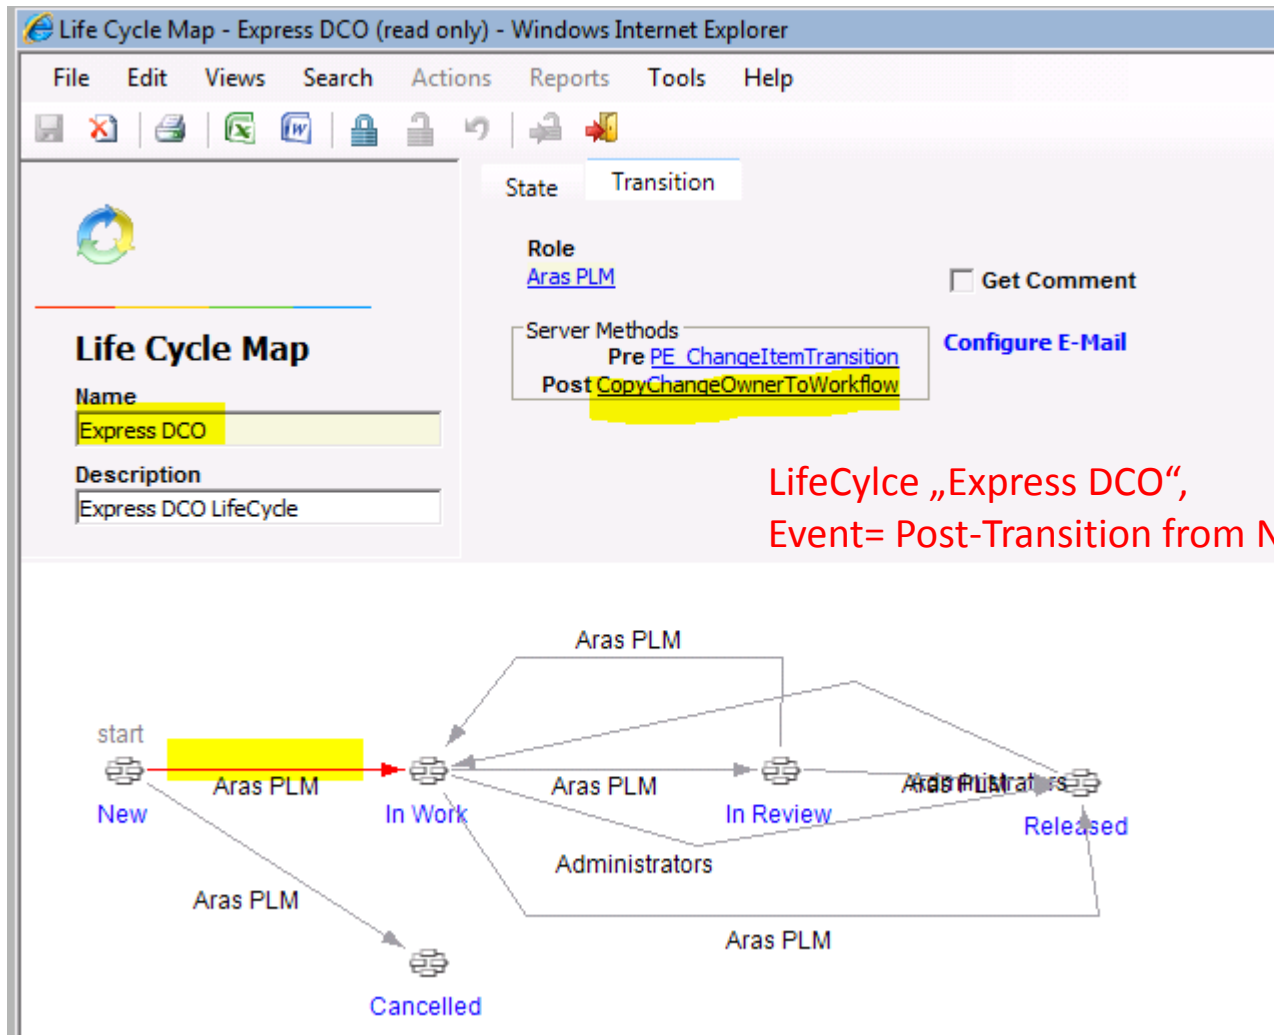 Life Cycle Map - Express DCO (read only) - Windows Internet Explorer
File Edit Views Search Actions Reports Tools Help
State Transition
Role
Aras PLM
Get Comment
Server Methods
Pre PE_ChangeItemTransition
Post CopyChangeOwnerToWorkflow
Configure E-Mail
Life Cycle Map
Name
Express DCO
Description
Express DCO LifeCycle
LifeCylce „Express DCO“,
Event= Post-Transition from N
Aras PLM
start
Aras PLM
Aras PLM
Aras PLM
Administrators
New
In Work
In Review
Released
Administrators
Aras PLM
Aras PLM
Cancelled